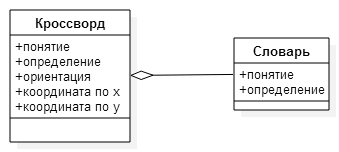 Кроссворд
+понятие
+определение
+ориентация
+координата по x
+координата по y
Словарь
+понятие
+определение